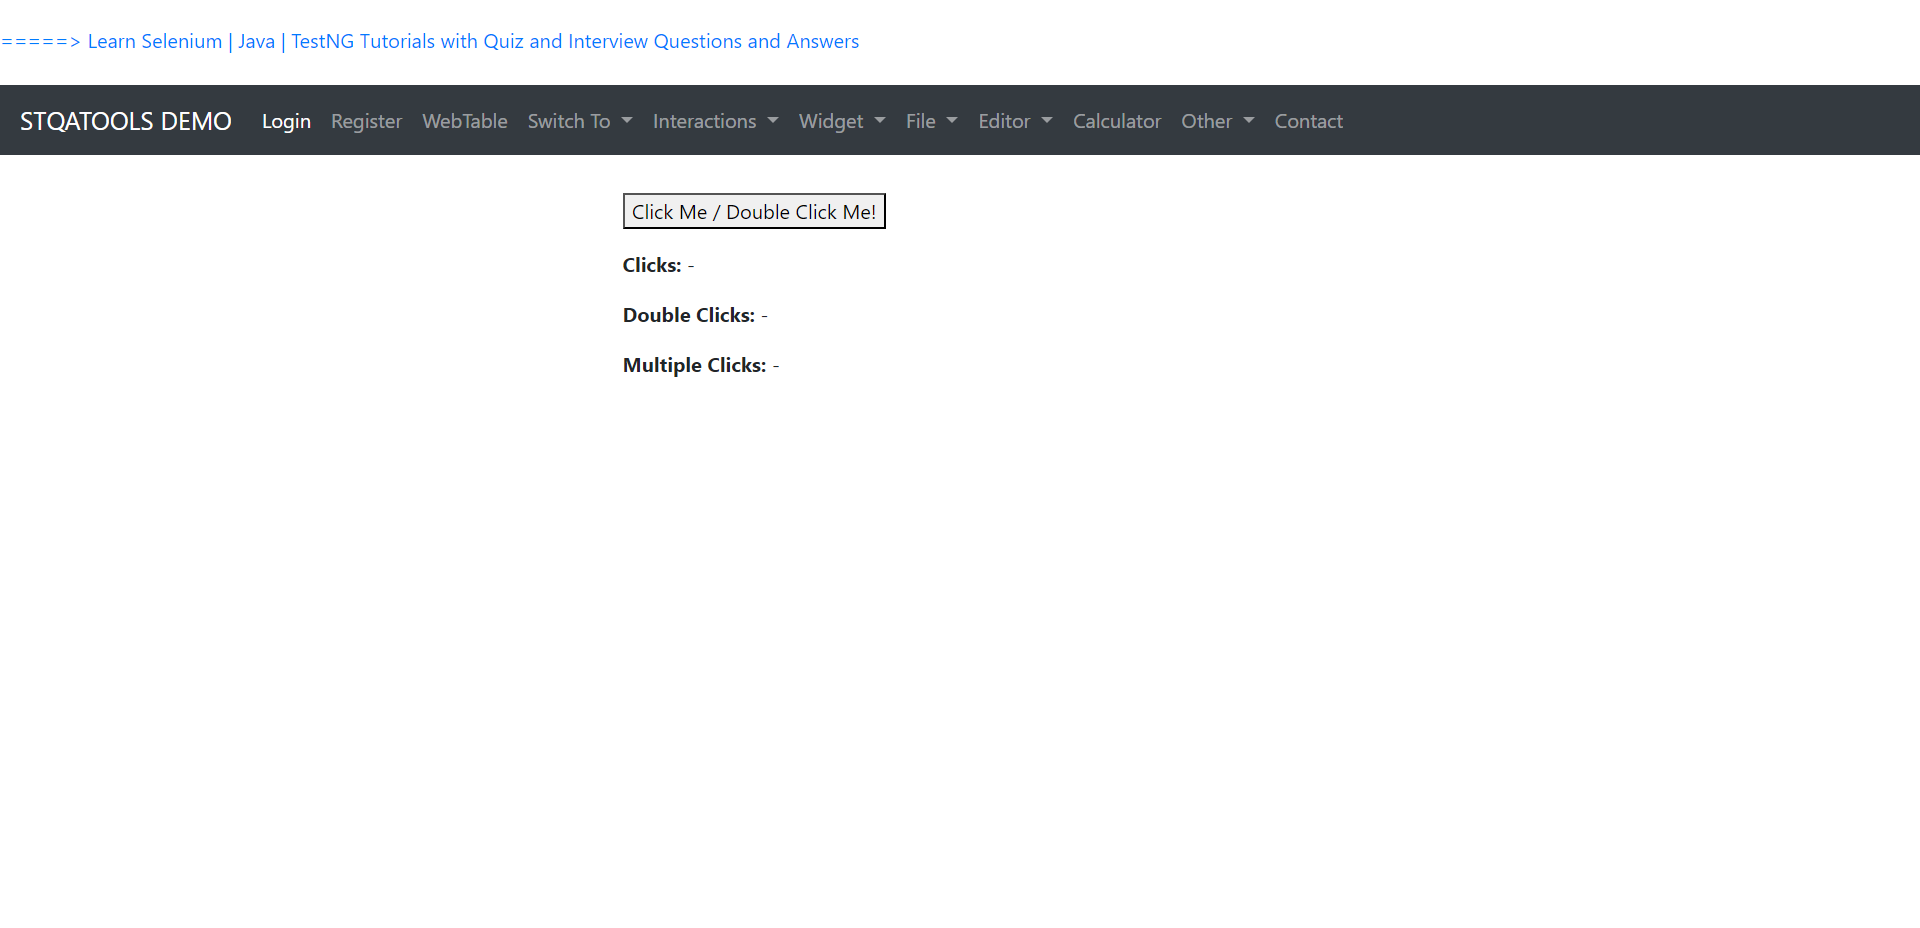 =====> Learn Selenium | Java | TestNG Tutorials with Quiz and Interview Questions and Answers
STQATOOLS DEMO Login Register WebTable Switch To Interactions Widget File Editor Calculator Other Contact
Click Me / Double Click Me!
Clicks: -
Double Clicks: -
Multiple Clicks: -